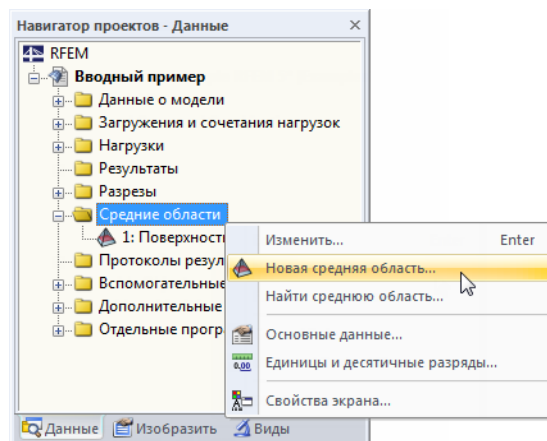 Навигатор проектов - Данные
RFEM
Вводный пример
Данные о модели
Загружения и сочетания нагрузок
Нагрузки
Результаты
Разрезы
Средние области
1: Поверхност
Изменить... Enter
Протоколы резул
Новая средняя область...
Вспомогательные
Найти среднюю область...
Дополнительные
Отдельные прогр
Основные данные...
0,00 Единицы и десятичные разряды...
Свойства экрана...
Данные Изобразить Виды